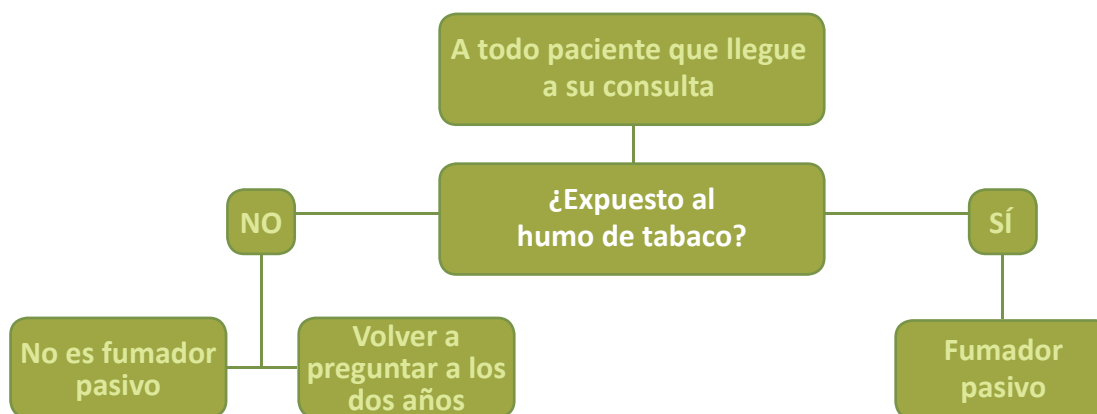 A todo paciente que llegue
a su consulta
¿Expuesto al
humo de tabaco?
NO
SÍ
No es fumador
pasivo
Volver a
preguntar a los
dos años
Fumador
pasivo